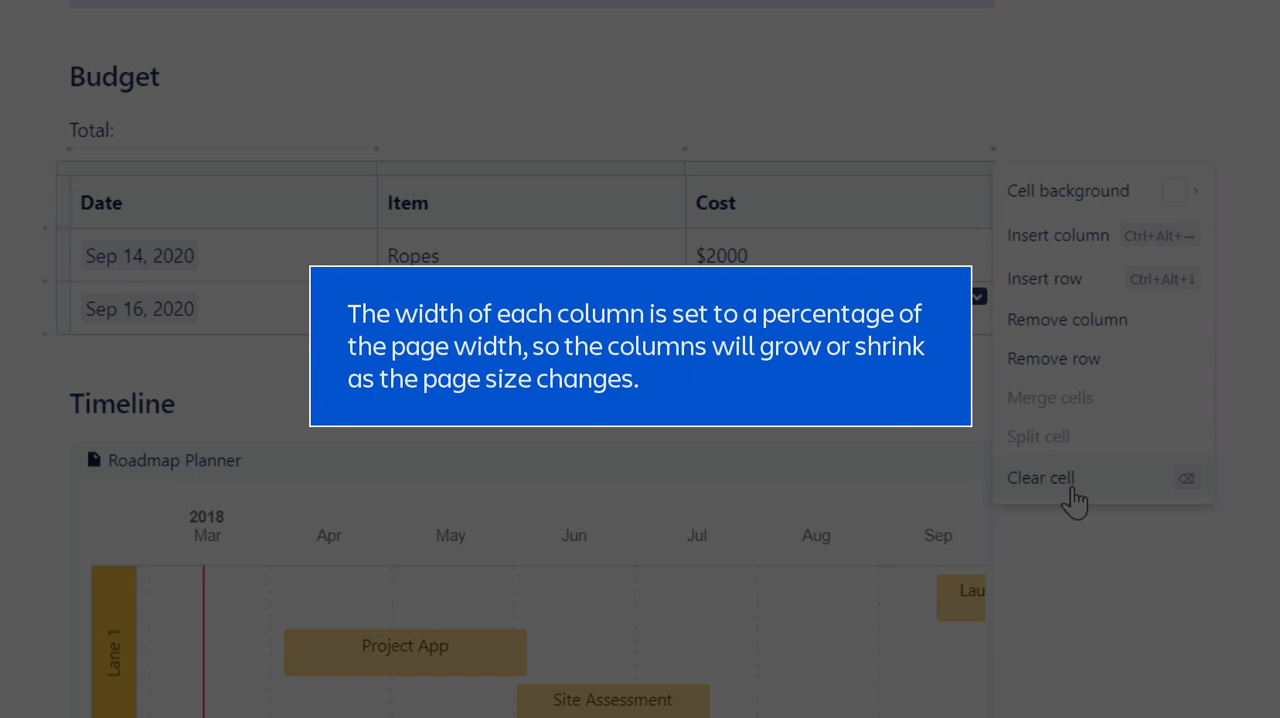 Budget
Total:
Date Item Cost
Sep 14, 2020 Ropes $2000
Sep 16, 2020
Cell background
Insert column Ctrl+Alt+→
Insert row Ctrl+Alt+↓
Remove column
Remove row
Merge cells
Split cell
Clear cell
The width of each column is set to a percentage of
the page width, so the columns will grow or shrink
as the page size changes.
Timeline
Roadmap Planner
2018
Mar Apr May Jun Jul Aug Sep
Lane 1
Lau
Project App
Site Assessment